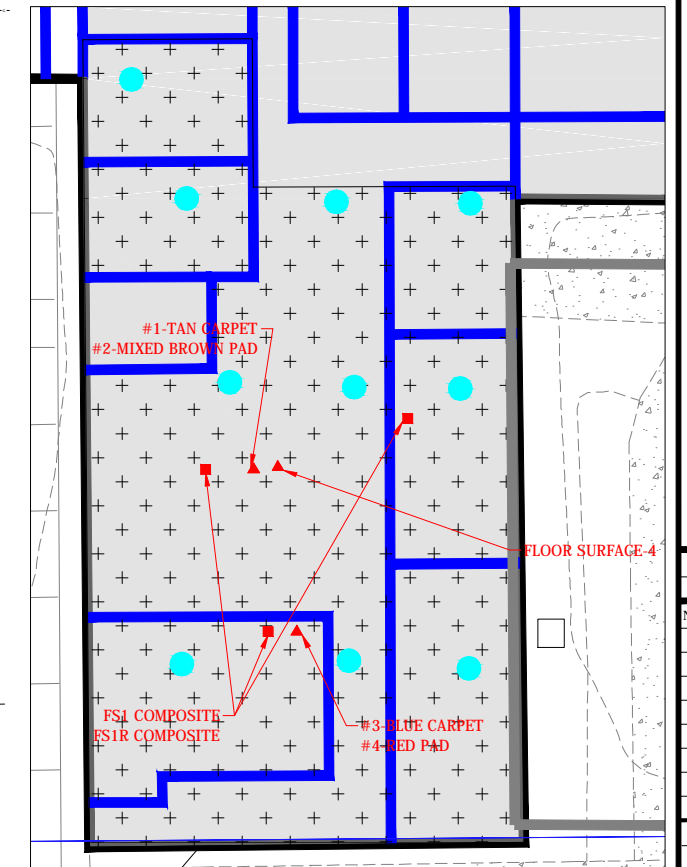 #1-TAN CARPET
#2-MIXED BROWN PAD
FLOOR SURFACE-4
FS1 COMPOSITE
FS1R COMPOSITE
#3-BLUE CARPET
#4-RED PAD